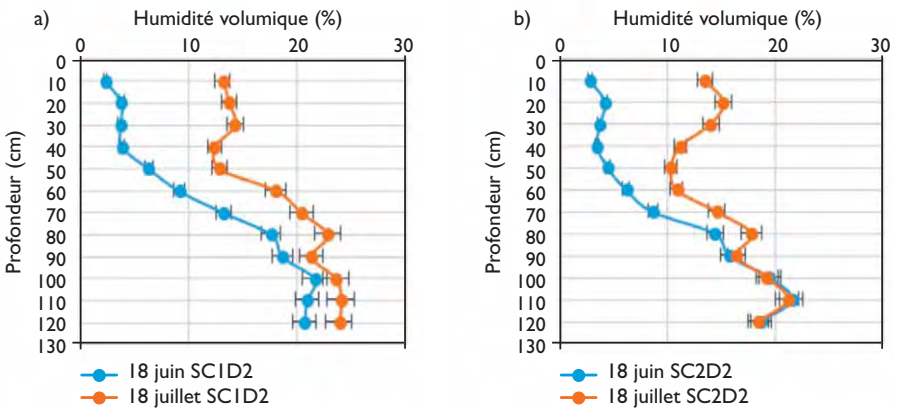 a) Humidité volumique (%)
0 10 20 30
0
10
20
30
40
50
60
70
80
90
100
110
120
130
Profondeur (cm)
18 juin SC1D2
18 juillet SC1D2
b) Humidité volumique (%)
0 10 20 30
0
10
20
30
40
50
60
70
80
90
100
110
120
130
Profondeur (cm)
18 juin SC2D2
18 juillet SC2D2